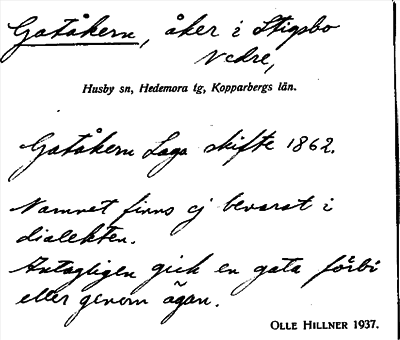 Gatåkern, åker i Stigsbo
Nedre,
Husby sn, Hedemora tg, Kopparbergs län.
Gatåkern Laga skifte 1862.
Namnet finns ej bevarat i
dialekten.
Antagligen gick en gata förbi
eller genom ägan.
OLLE HILLNER 1937.